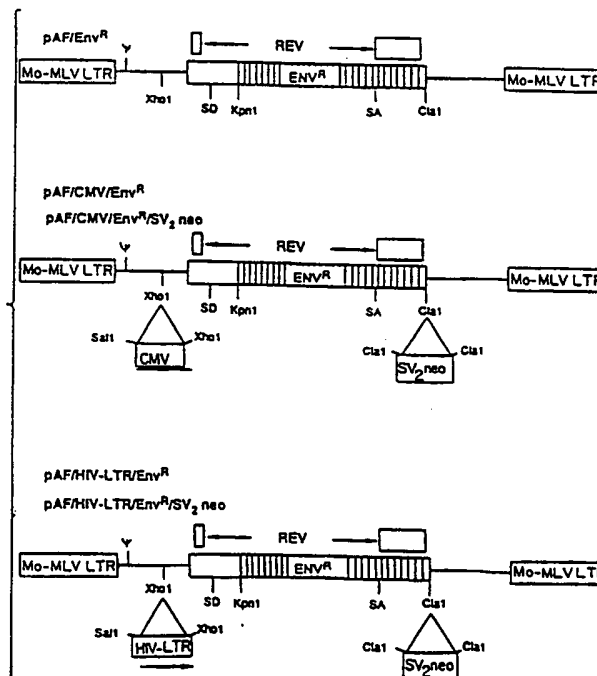 pAF/Env^R
REV
Ψ
Mo-MLV LTR ENV^R Mo-MLV LTR
Xho1 SD Kpn1 SA Cla1
pAF/CMV/Env^R
pAF/CMV/Env^R/SV₂ neo
REV
Ψ
Mo-MLV LTR ENV^R Mo-MLV LTR
Xho1 SD Kpn1 SA Cla1
Sal1 Xho1 Cla1 Cla1
CMV SV₂neo
pAF/HIV-LTR/Env^R
pAF/HIV-LTR/Env^R/SV₂ neo
REV
Ψ
Mo-MLV LTR ENV^R Mo-MLV LTR
Xho1 SD Kpn1 SA Cla1
Sal1 Xho1 Cla1 Cla1
HIV-LTR SV₂neo